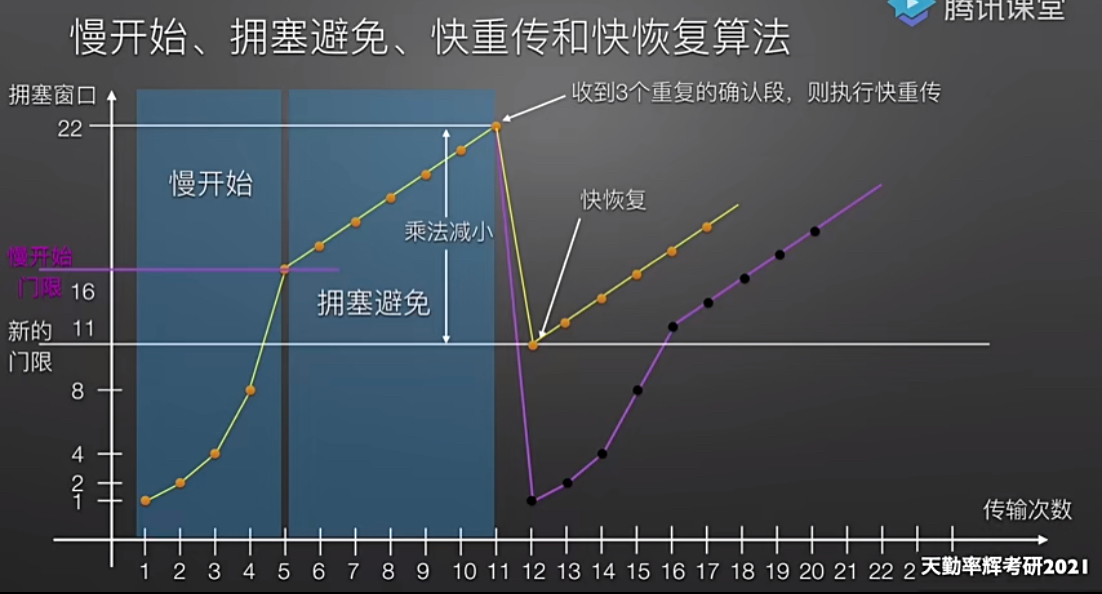 腾讯课堂
慢开始、拥塞避免、快重传和快恢复算法
拥塞窗口
收到3个重复的确认段，则执行快重传
22
慢开始
快恢复
乘法减小
慢开始
门限
16
拥塞避免
新的
门限
11
8
4
2
1
传输次数
1 2 3 4 5 6 7 8 9 10 11 12 13 14 15 16 17 18 19 20 21 22 2
天勤率辉考研2021